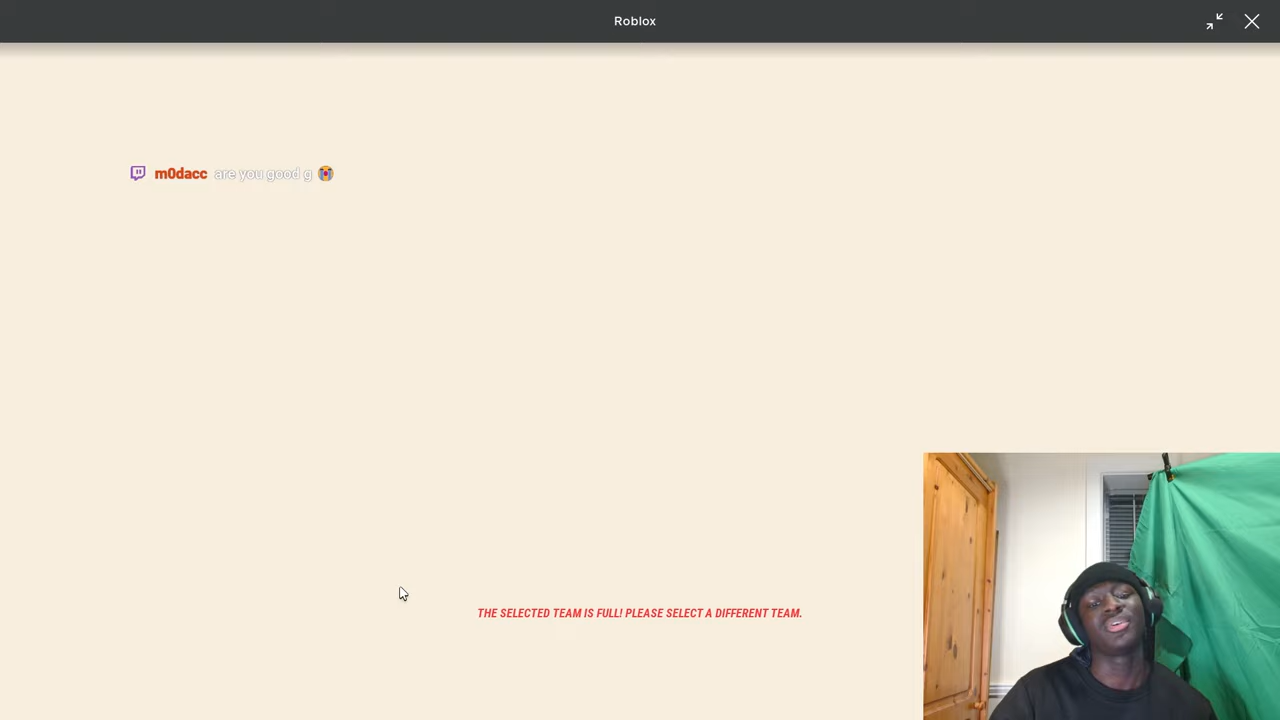 Roblox
m0dacc are you good g 😭
THE SELECTED TEAM IS FULL! PLEASE SELECT A DIFFERENT TEAM.